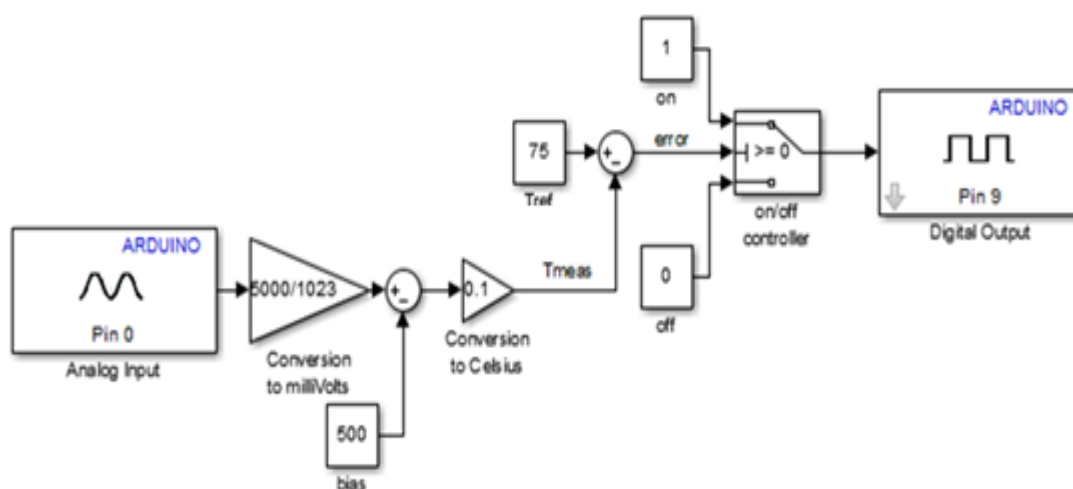 1
on
ARDUINO
75
+
-
error
>= 0
Pin 9
Tref
on/off
controller
Digital Output
ARDUINO
5000/1023
+
-
0.1
Tmeas
0
Pin 0
off
Analog Input
Conversion
to milliVolts
Conversion
to Celsius
500
bias